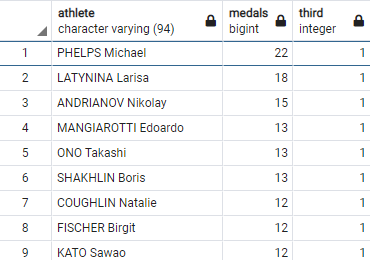 athlete medals third
character varying (94) bigint integer
1 PHELPS Michael 22 1
2 LATYNINA Larisa 18 1
3 ANDRIANOV Nikolay 15 1
4 MANGIAROTTI Edoardo 13 1
5 ONO Takashi 13 1
6 SHAKHLIN Boris 13 1
7 COUGHLIN Natalie 12 1
8 FISCHER Birgit 12 1
9 KATO Sawao 12 1